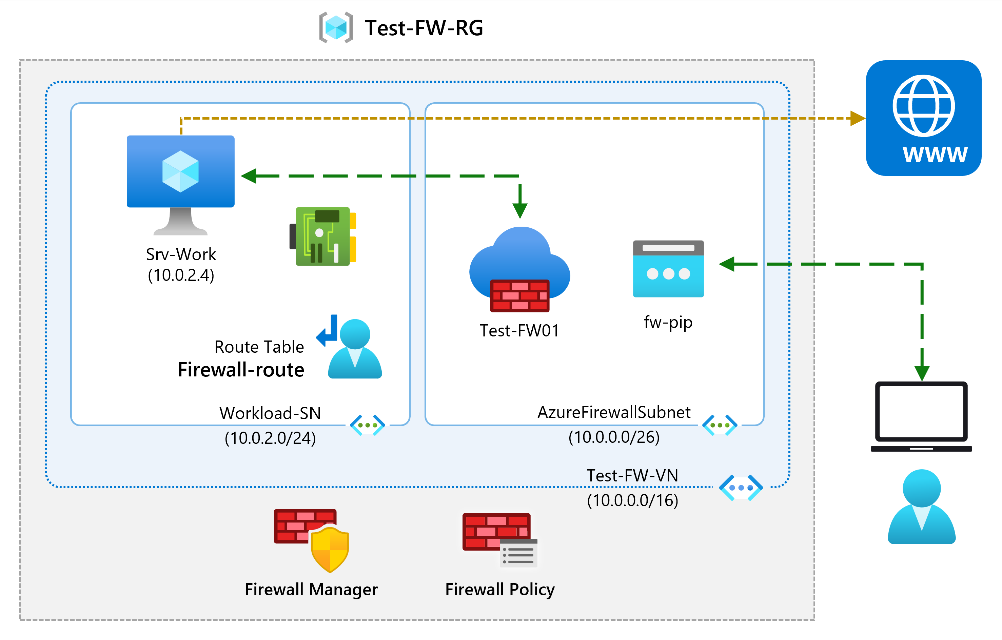 Test-FW-RG
www
Srv-Work
(10.0.2.4)
Test-FW01
fw-pip
Route Table
Firewall-route
Workload-SN
(10.0.2.0/24)
AzureFirewallSubnet
(10.0.0.0/26)
Test-FW-VN
(10.0.0.0/16)
Firewall Manager
Firewall Policy